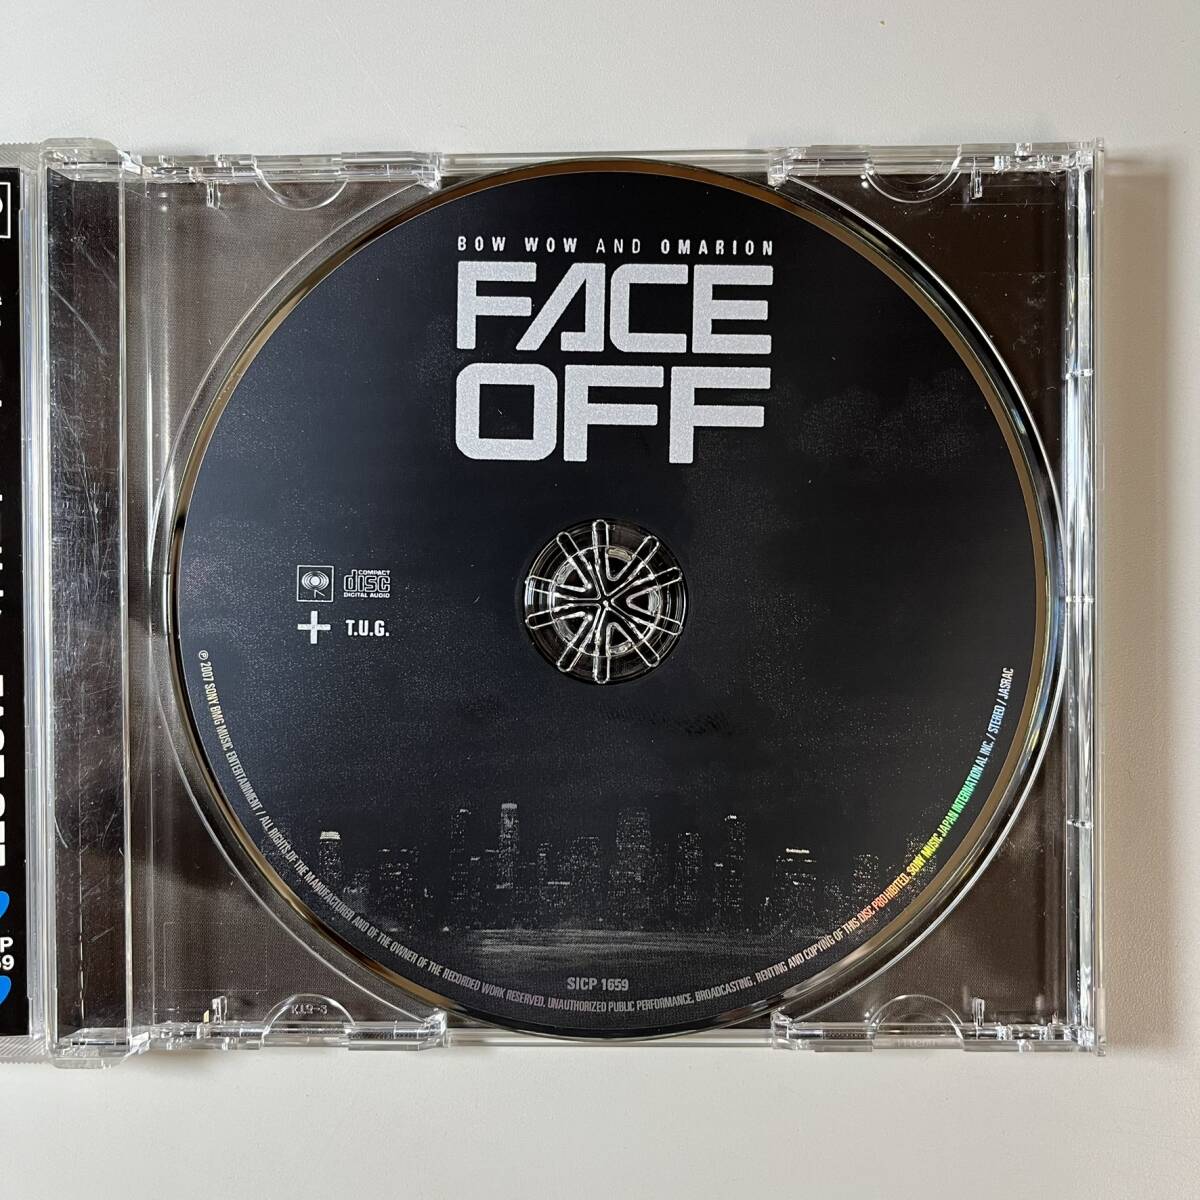 BOW WOW AND OMARION
FACE
OFF
COMPACT
disc
DIGITAL AUDIO
T.U.G.
℗ 2007 SONY BMG MUSIC ENTERTAINMENT / ALL RIGHTS OF THE MANUFACTURER AND OF THE OWNER OF THE RECORDED WORK RESERVED. UNAUTHORIZED PUBLIC PERFORMANCE, BROADCASTING, RENTING AND COPYING OF THIS DISC PROHIBITED. SONY MUSIC JAPAN INTERNATIONAL INC. / STEREO / JASRAC
SICP 1659